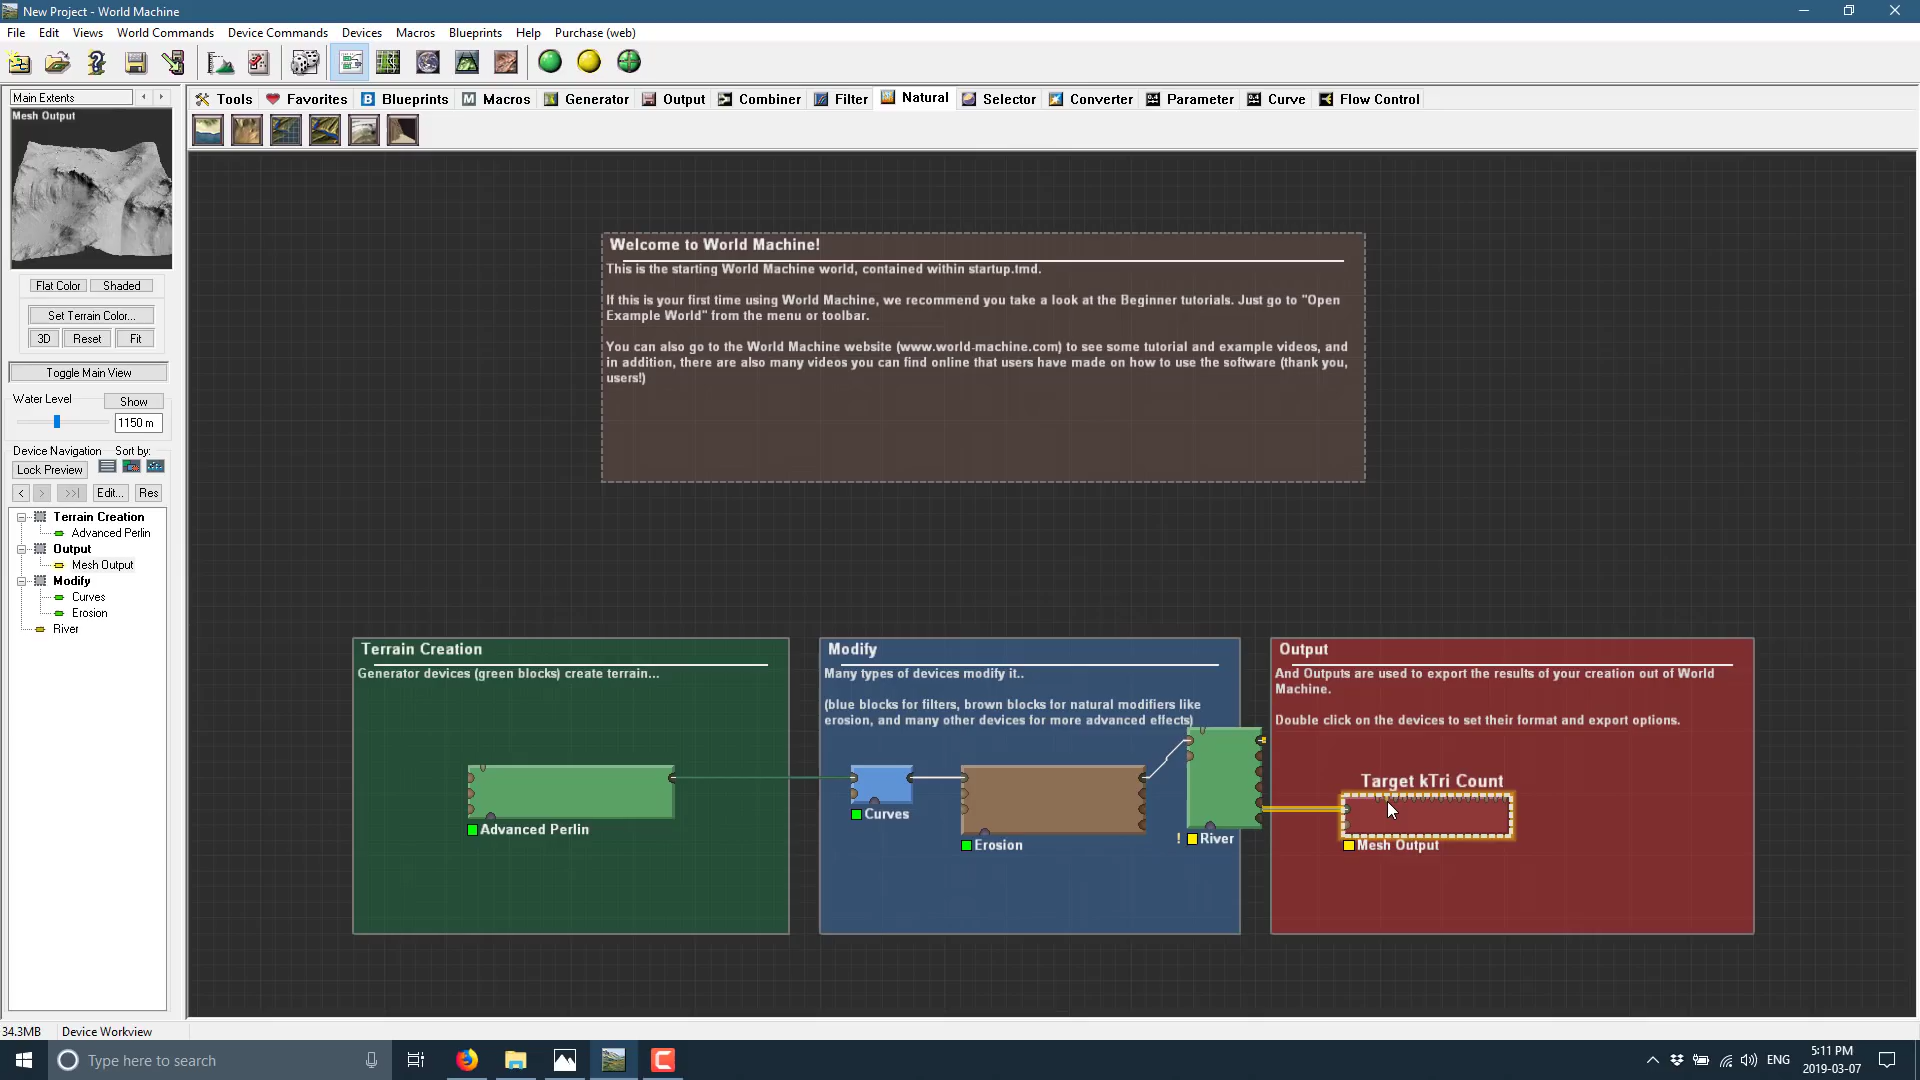 New Project - World Machine
File Edit Views World Commands Device Commands Devices Macros Blueprints Help Purchase (web)
Main Extents
Tools Favorites Blueprints Macros Generator Output Combiner Filter Natural Selector Converter Parameter Curve Flow Control
Mesh Output
Flat Color Shaded
Set Terrain Color...
3D Reset Fit
Toggle Main View
Water Level Show
1150 m
Device Navigation Sort by:
Lock Preview
< > >>| Edit... Res
Terrain Creation
Advanced Perlin
Output
Mesh Output
Modify
Curves
Erosion
River
Welcome to World Machine!
This is the starting World Machine world, contained within startup.tmd.
If this is your first time using World Machine, we recommend you take a look at the Beginner tutorials. Just go to "Open
Example World" from the menu or toolbar.
You can also go to the World Machine website (www.world-machine.com) to see some tutorial and example videos, and
in addition, there are also many videos you can find online that users have made on how to use the software (thank you,
users!)
Terrain Creation
Generator devices (green blocks) create terrain...
Advanced Perlin
Modify
Many types of devices modify it..
(blue blocks for filters, brown blocks for natural modifiers like
erosion, and many other devices for more advanced effects)
Curves
Erosion
! River
Output
And Outputs are used to export the results of your creation out of World
Machine.
Double click on the devices to set their format and export options.
Target kTri Count
Mesh Output
34.3MB Device Workview
Type here to search
ENG
5:11 PM
2019-03-07